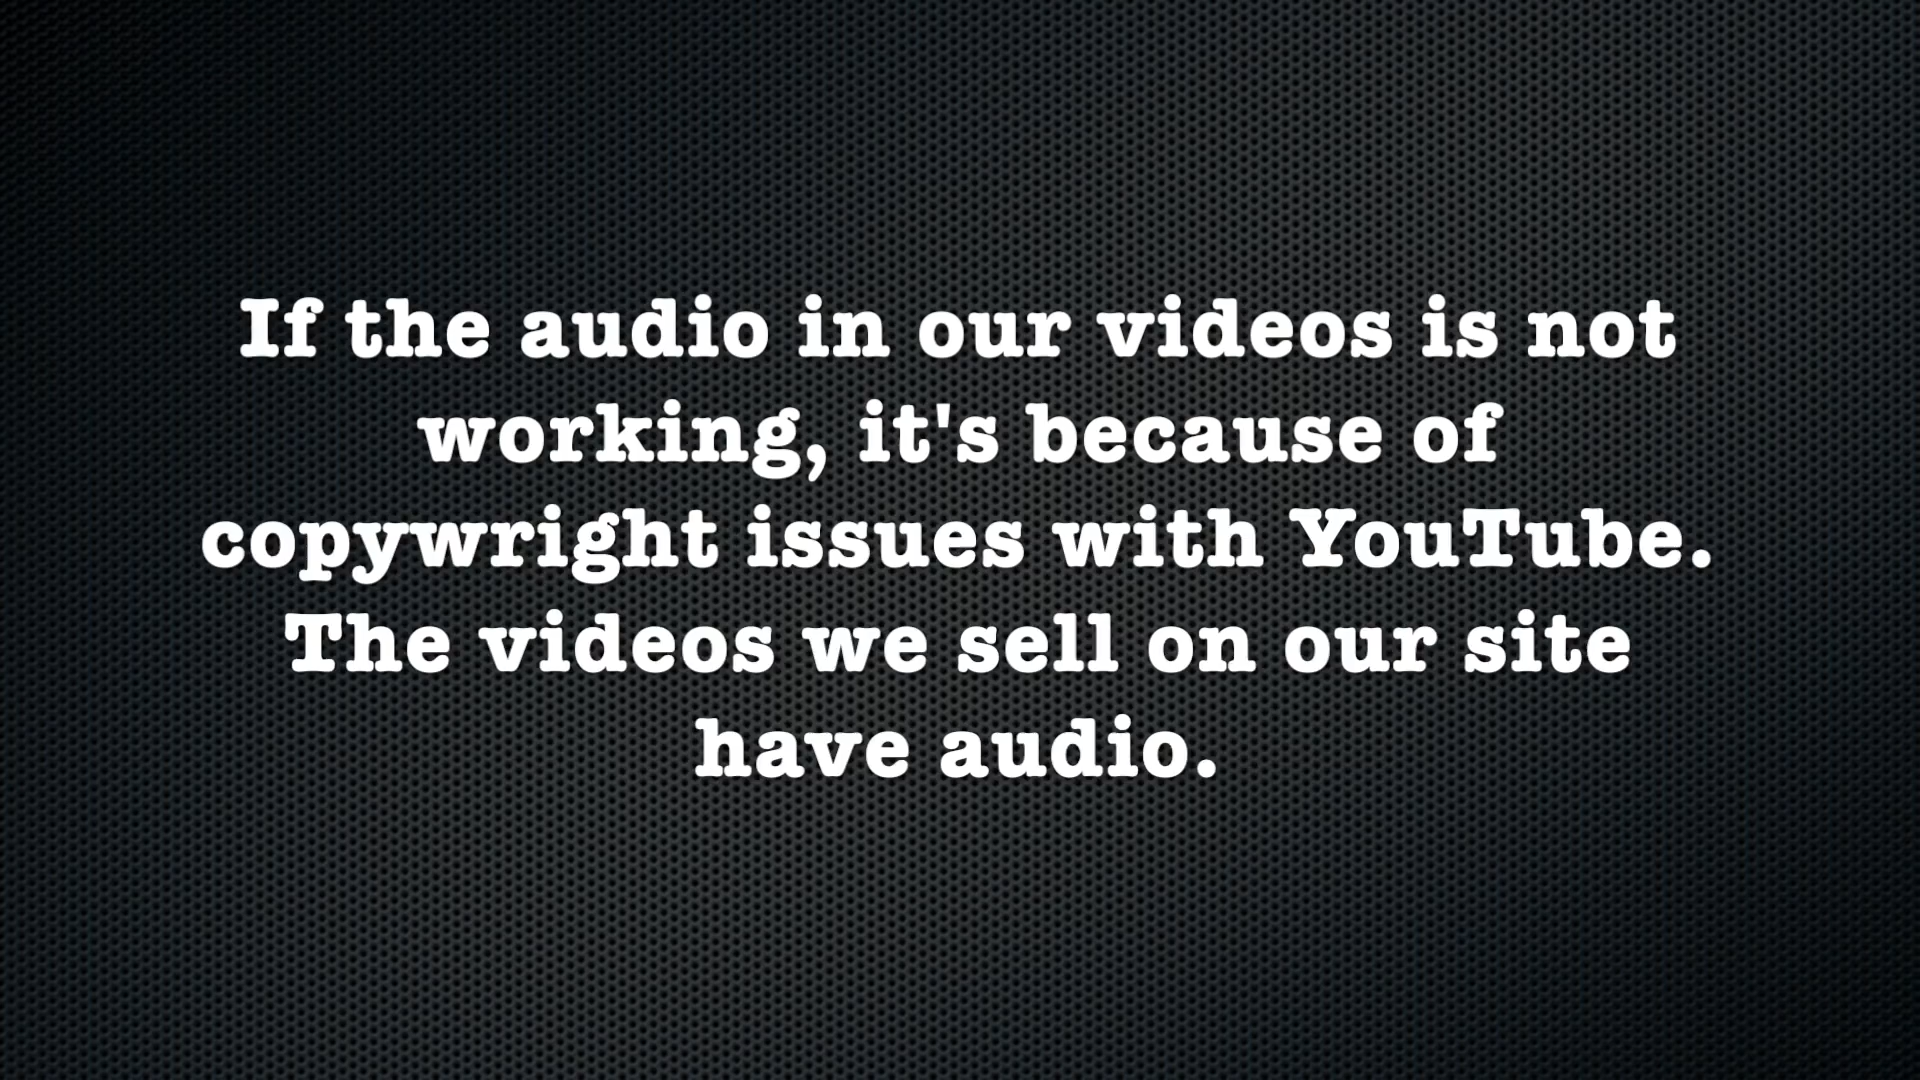 If the audio in our videos is not
working, it's because of
copywright issues with YouTube.
The videos we sell on our site
have audio.